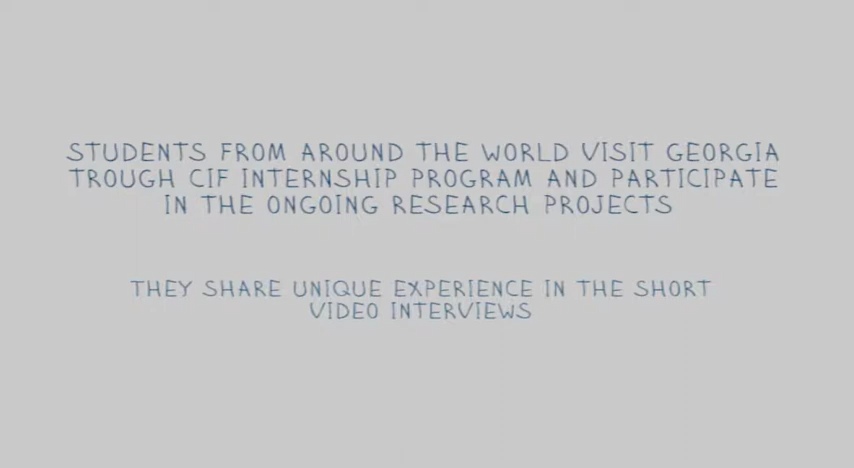 STUDENTS FROM AROUND THE WORLD VISIT GEORGIA
TROUGH CIF INTERNSHIP PROGRAM AND PARTICIPATE
IN THE ONGOING RESEARCH PROJECTS
THEY SHARE UNIQUE EXPERIENCE IN THE SHORT
VIDEO INTERVIEWS